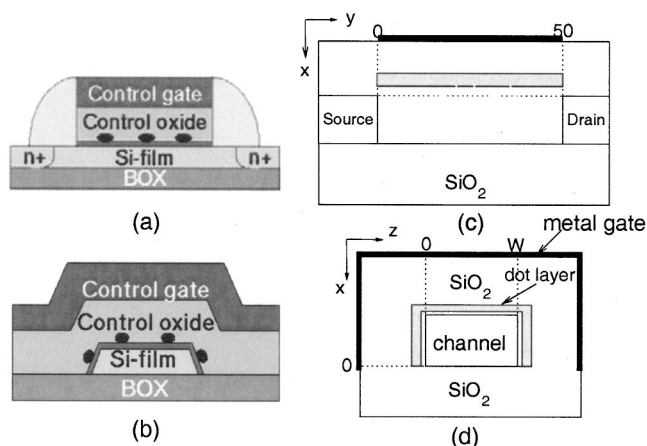 Control gate
Control oxide
n+ Si-film n+
BOX
(a)
Control gate
Control oxide
Si-film
BOX
(b)
y 0 50
x
Source Drain
SiO2
(c)
z 0 W metal gate
x SiO2 dot layer
channel
0
SiO2
(d)